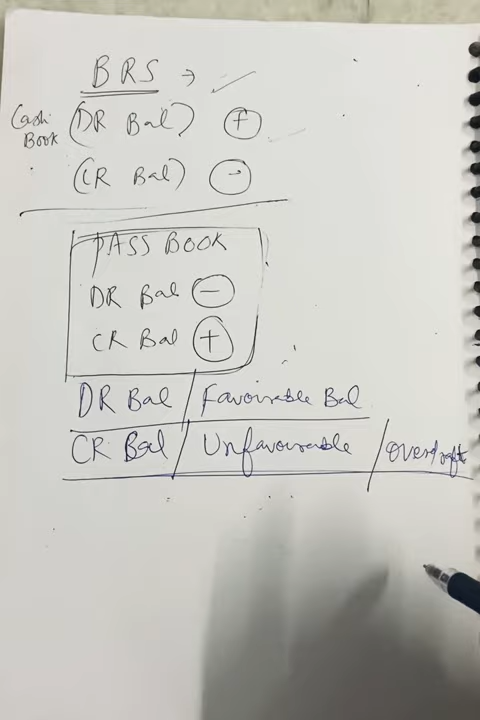 BRS →
Cash Book (DR Bal) +
(CR Bal) -
PASS BOOK
DR Bal -
CR Bal +
DR Bal / Favourable Bal
CR Bal / Unfavourable / overdraft